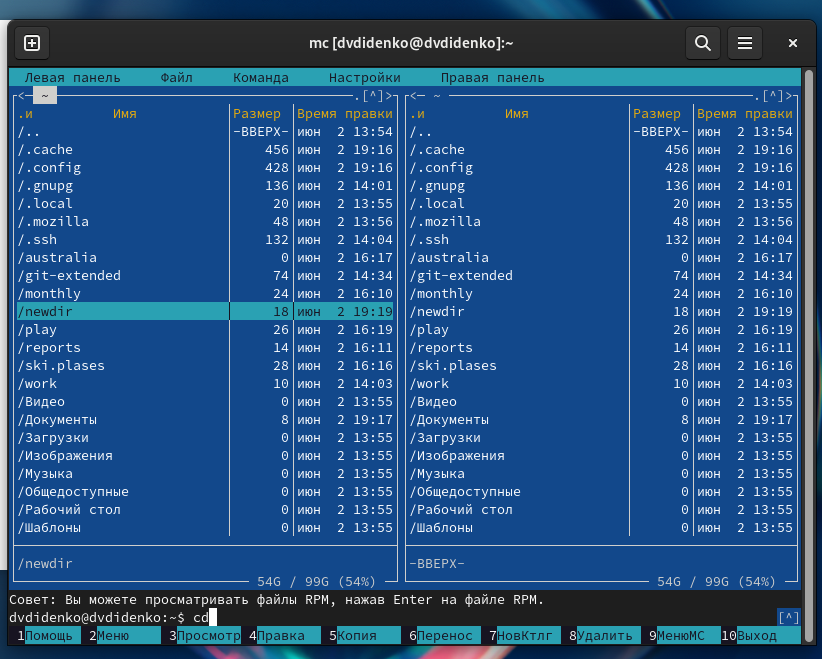 mc [dvdidenko@dvdidenko]:~
Левая панель Файл Команда Настройки Правая панель
<─ ~ ─.[^]>
.и Имя Размер Время правки
/.. -ВВЕРХ- июн 2 13:54
/.cache 456 июн 2 19:16
/.config 428 июн 2 19:16
/.gnupg 136 июн 2 14:01
/.local 20 июн 2 13:55
/.mozilla 48 июн 2 13:56
/.ssh 132 июн 2 14:04
/australia 0 июн 2 16:17
/git-extended 74 июн 2 14:34
/monthly 24 июн 2 16:10
/newdir 18 июн 2 19:19
/play 26 июн 2 16:19
/reports 14 июн 2 16:11
/ski.plases 28 июн 2 16:16
/work 10 июн 2 14:03
/Видео 0 июн 2 13:55
/Документы 8 июн 2 19:17
/Загрузки 0 июн 2 13:55
/Изображения 0 июн 2 13:55
/Музыка 0 июн 2 13:55
/Общедоступные 0 июн 2 13:55
/Рабочий стол 0 июн 2 13:55
/Шаблоны 0 июн 2 13:55
/newdir
54G / 99G (54%)
<─ ~ ─.[^]>
.и Имя Размер Время правки
/.. -ВВЕРХ- июн 2 13:54
/.cache 456 июн 2 19:16
/.config 428 июн 2 19:16
/.gnupg 136 июн 2 14:01
/.local 20 июн 2 13:55
/.mozilla 48 июн 2 13:56
/.ssh 132 июн 2 14:04
/australia 0 июн 2 16:17
/git-extended 74 июн 2 14:34
/monthly 24 июн 2 16:10
/newdir 18 июн 2 19:19
/play 26 июн 2 16:19
/reports 14 июн 2 16:11
/ski.plases 28 июн 2 16:16
/work 10 июн 2 14:03
/Видео 0 июн 2 13:55
/Документы 8 июн 2 19:17
/Загрузки 0 июн 2 13:55
/Изображения 0 июн 2 13:55
/Музыка 0 июн 2 13:55
/Общедоступные 0 июн 2 13:55
/Рабочий стол 0 июн 2 13:55
/Шаблоны 0 июн 2 13:55
-ВВЕРХ-
54G / 99G (54%)
Совет: Вы можете просматривать файлы RPM, нажав Enter на файле RPM.
dvdidenko@dvdidenko:~$ cd [^]
1Помощь 2Меню 3Просмотр 4Правка 5Копия 6Перенос 7НовКтлг 8Удалить 9МенюМС 10Выход